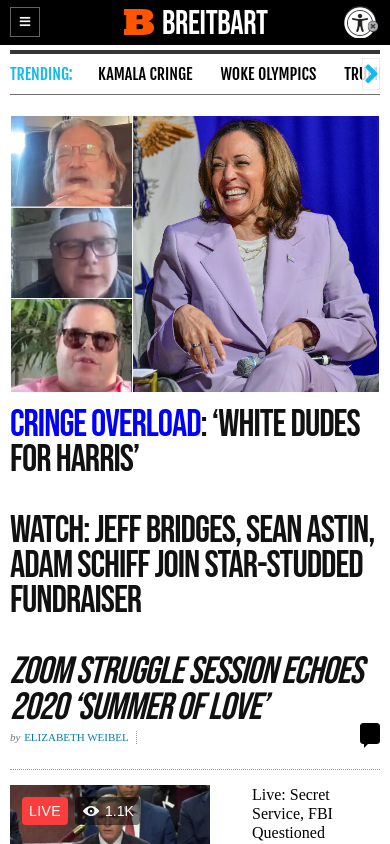 BREITBART
TRENDING: KAMALA CRINGE WOKE OLYMPICS TRU
CRINGE OVERLOAD: ‘WHITE DUDES
FOR HARRIS’
WATCH: JEFF BRIDGES, SEAN ASTIN,
ADAM SCHIFF JOIN STAR-STUDDED
FUNDRAISER
ZOOM STRUGGLE SESSION ECHOES
2020 ‘SUMMER OF LOVE’
by ELIZABETH WEIBEL
LIVE 1.1K
Live: Secret
Service, FBI
Questioned